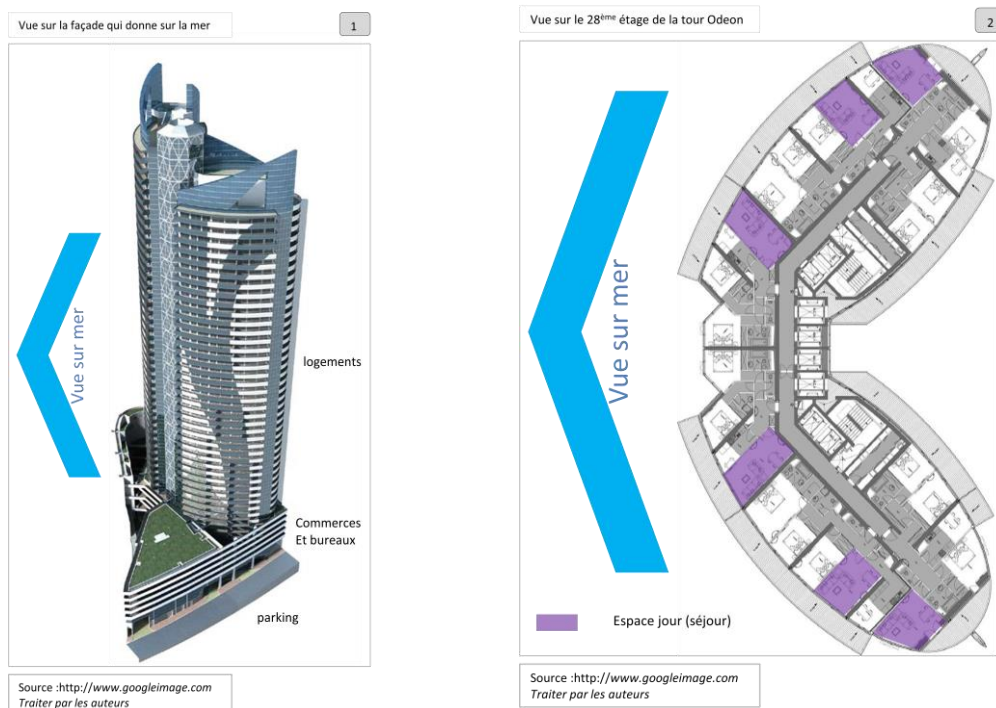 Vue sur la façade qui donne sur la mer
1
Vue sur mer
logements
Commerces
Et bureaux
parking
Source :http://www.googleimage.com
Traiter par les auteurs
Vue sur le 28ème étage de la tour Odeon
2
Vue sur mer
Espace jour (séjour)
Source :http://www.googleimage.com
Traiter par les auteurs